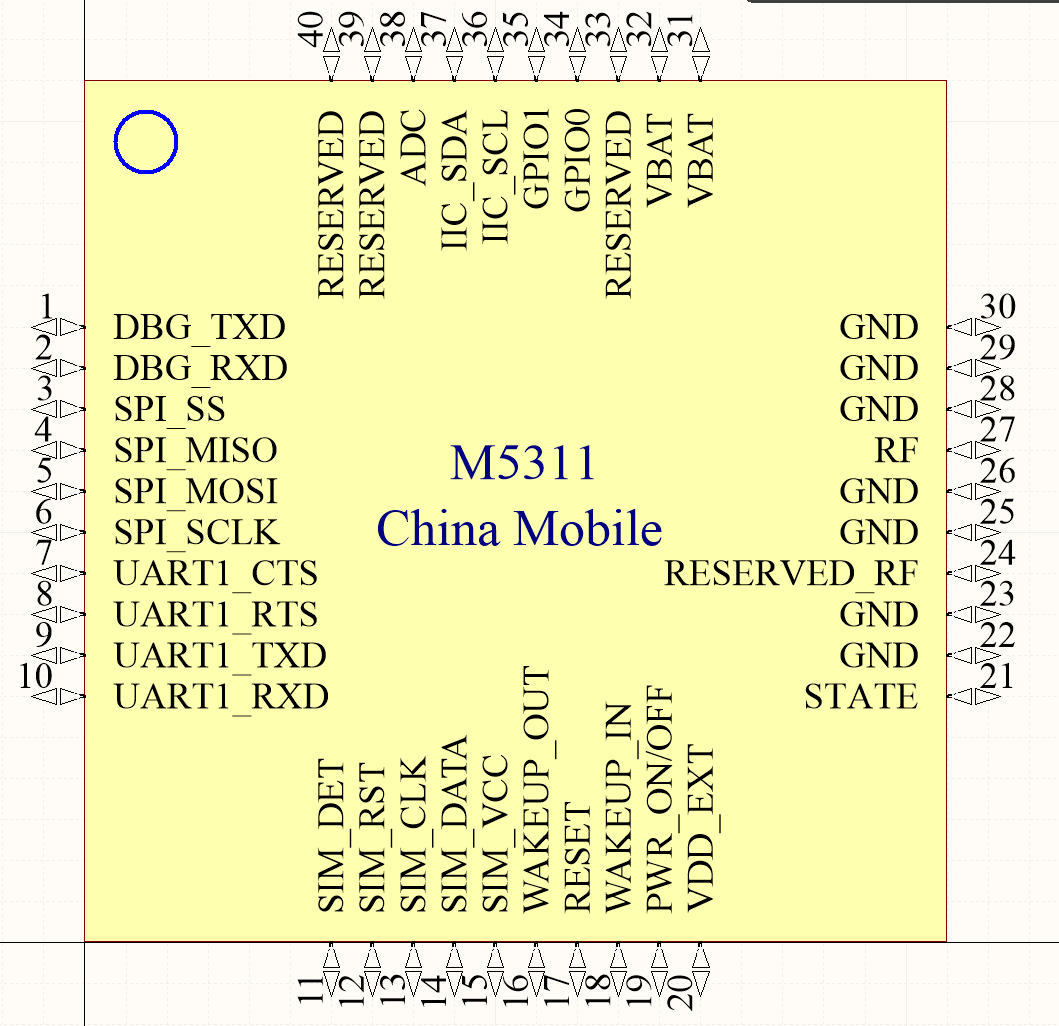 40 39 38 37 36 35 34 33 32 31
RESERVED RESERVED ADC IIC_SDA IIC_SCL GPIO1 GPIO0 RESERVED VBAT VBAT
1 DBG_TXD GND 30
2 DBG_RXD GND 29
3 SPI_SS GND 28
4 SPI_MISO RF 27
M5311
5 SPI_MOSI GND 26
6 SPI_SCLK GND 25
China Mobile
7 UART1_CTS RESERVED_RF 24
8 UART1_RTS GND 23
9 UART1_TXD GND 22
10 UART1_RXD STATE 21
SIM_DET SIM_RST SIM_CLK SIM_DATA SIM_VCC WAKEUP_OUT RESET WAKEUP_IN PWR_ON/OFF VDD_EXT
11 12 13 14 15 16 17 18 19 20